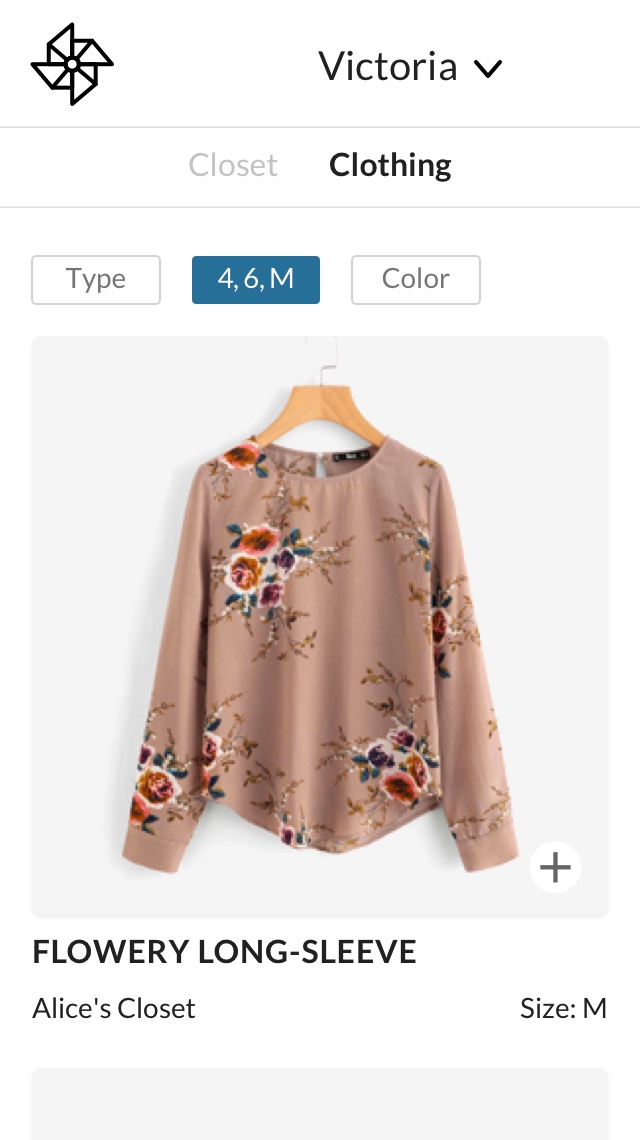 Victoria
Closet Clothing
Type 4, 6, M Color
FLOWERY LONG-SLEEVE
Alice's Closet Size: M